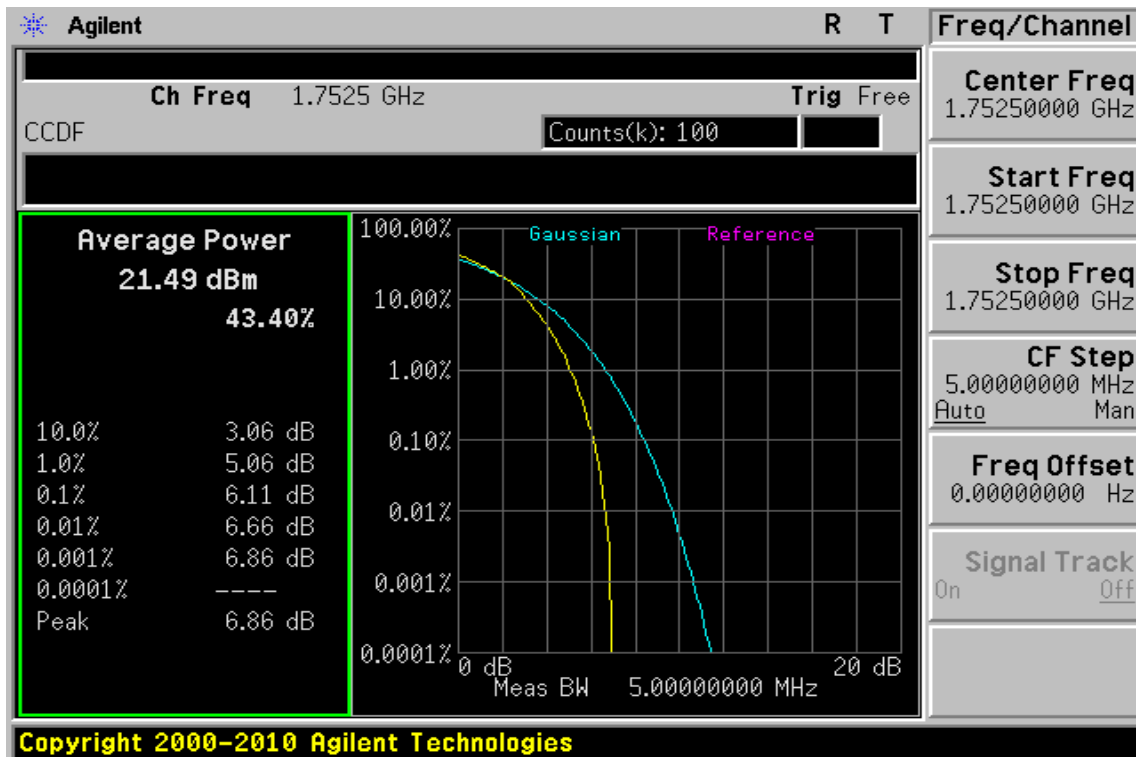 Agilent R T
Ch Freq 1.7525 GHz Trig Free
CCDF Counts(k): 100
Average Power
21.49 dBm
43.40%
10.0% 3.06 dB
1.0% 5.06 dB
0.1% 6.11 dB
0.01% 6.66 dB
0.001% 6.86 dB
0.0001% ----
Peak 6.86 dB
Gaussian Reference
100.00%
10.00%
1.00%
0.10%
0.01%
0.001%
0.0001%
0 dB 20 dB
Meas BW 5.00000000 MHz
Freq/Channel
Center Freq
1.75250000 GHz
Start Freq
1.75250000 GHz
Stop Freq
1.75250000 GHz
CF Step
5.00000000 MHz
Auto Man
Freq Offset
0.00000000 Hz
Signal Track
On Off
Copyright 2000-2010 Agilent Technologies